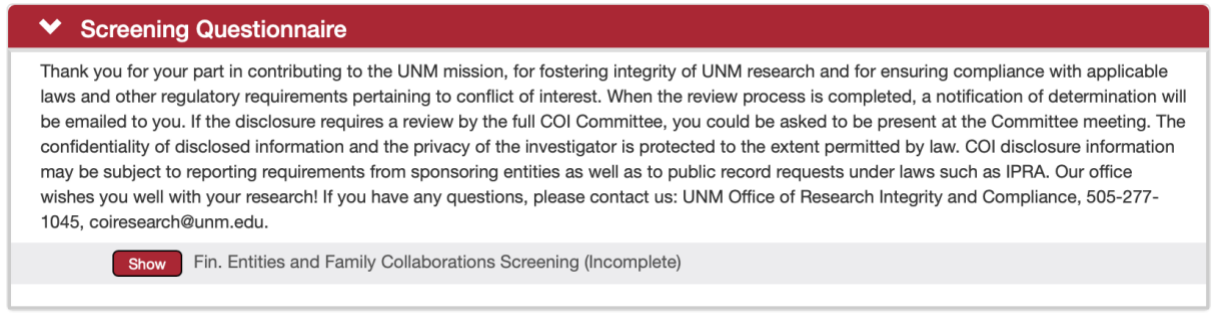 Screening Questionnaire
Thank you for your part in contributing to the UNM mission, for fostering integrity of UNM research and for ensuring compliance with applicable
laws and other regulatory requirements pertaining to conflict of interest. When the review process is completed, a notification of determination will
be emailed to you. If the disclosure requires a review by the full COI Committee, you could be asked to be present at the Committee meeting. The
confidentiality of disclosed information and the privacy of the investigator is protected to the extent permitted by law. COI disclosure information
may be subject to reporting requirements from sponsoring entities as well as to public record requests under laws such as IPRA. Our office
wishes you well with your research! If you have any questions, please contact us: UNM Office of Research Integrity and Compliance, 505-277-
1045, coiresearch@unm.edu.
Show Fin. Entities and Family Collaborations Screening (Incomplete)